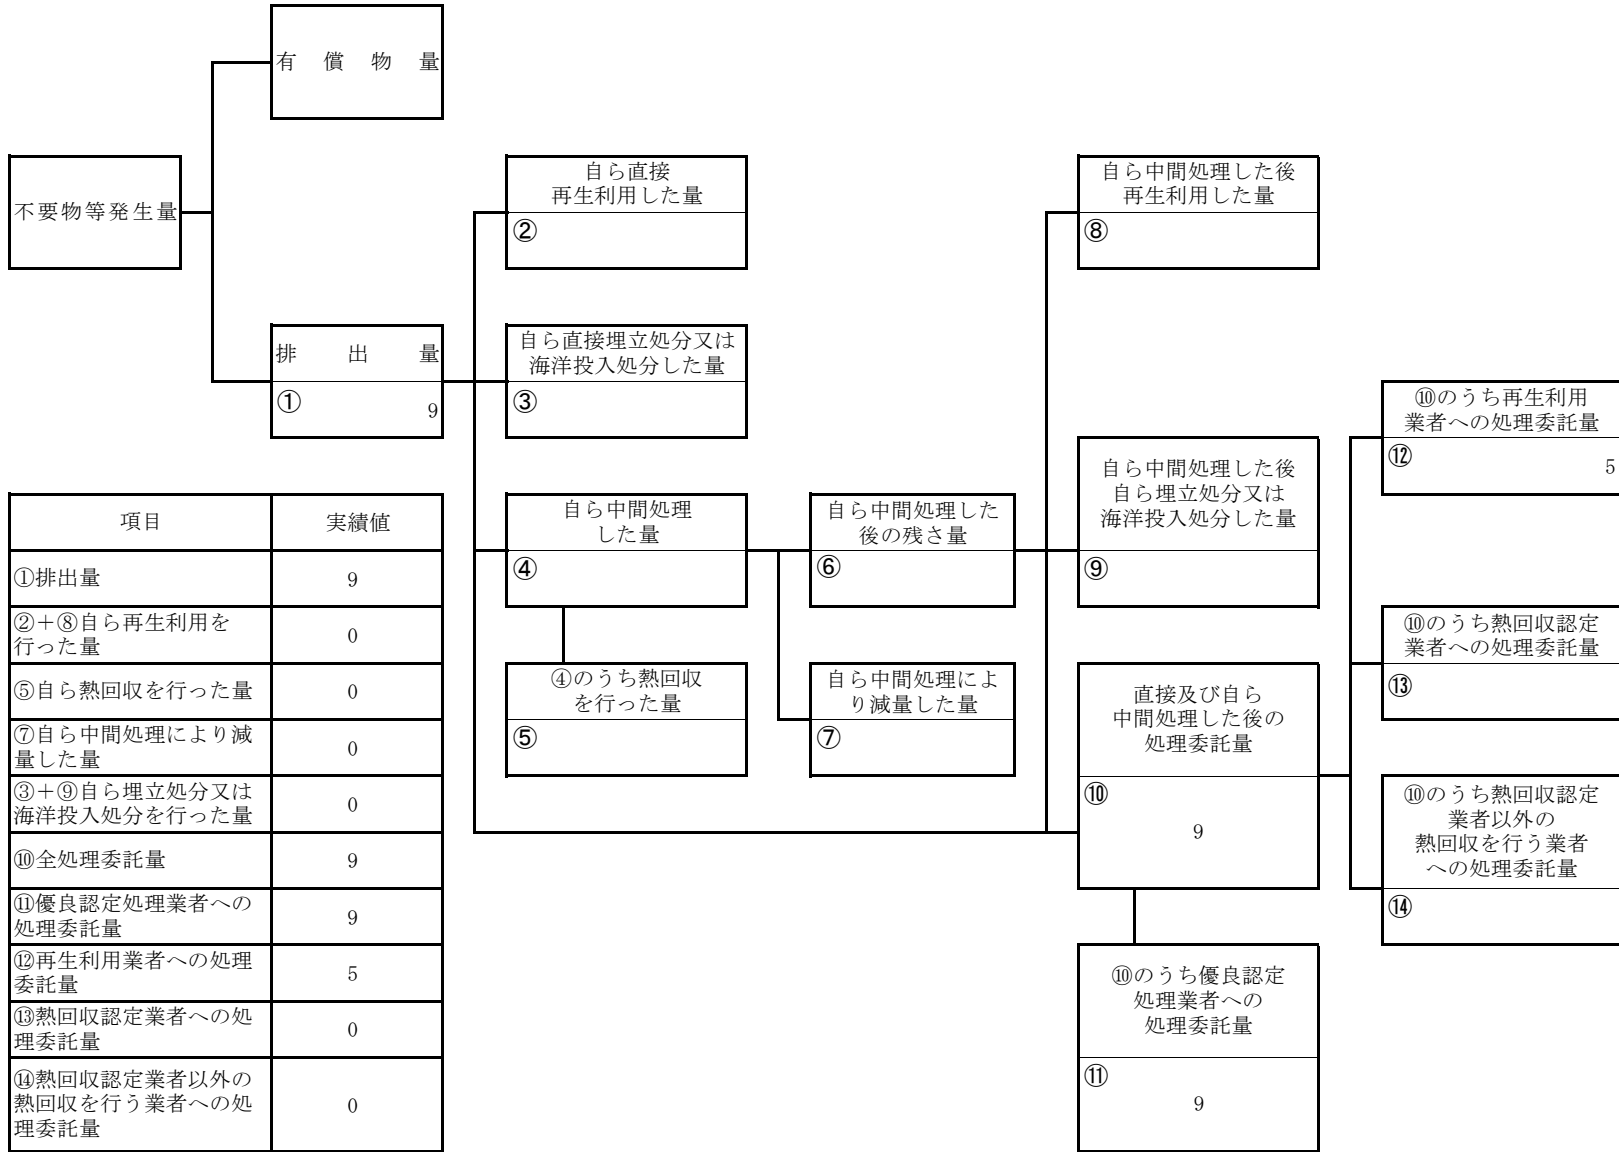 有償物量
不要物等発生量
排出量
①
9
自ら直接
再生利用した量
②
自ら直接埋立処分又は
海洋投入処分した量
③
自ら中間処理
した量
④
④のうち熱回収
を行った量
⑤
自ら中間処理した
後の残さ量
⑥
自ら中間処理によ
り減量した量
⑦
自ら中間処理した後
再生利用した量
⑧
自ら中間処理した後
自ら埋立処分又は
海洋投入処分した量
⑨
直接及び自ら
中間処理した後の
処理委託量
⑩
9
⑩のうち優良認定
処理業者への
処理委託量
⑪
9
⑩のうち再生利用
業者への処理委託量
⑫
5
⑩のうち熱回収認定
業者への処理委託量
⑬
⑩のうち熱回収認定
業者以外の
熱回収を行う業者
への処理委託量
⑭
項目 実績値
①排出量 9
②+⑧自ら再生利用を
行った量 0
⑤自ら熱回収を行った量 0
⑦自ら中間処理により減
量した量 0
③+⑨自ら埋立処分又は
海洋投入処分を行った量 0
⑩全処理委託量 9
⑪優良認定処理業者への
処理委託量 9
⑫再生利用業者への処理
委託量 5
⑬熱回収認定業者への処
理委託量 0
⑭熱回収認定業者以外の
熱回収を行う業者への処
理委託量 0